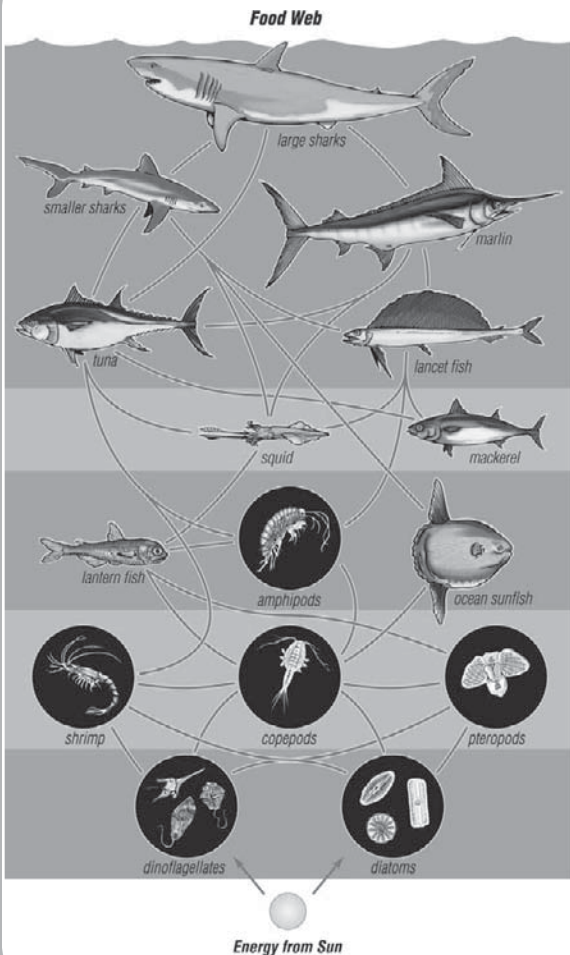 Food Web
large sharks
smaller sharks
marlin
tuna
lancet fish
squid
mackerel
lantern fish
amphipods
ocean sunfish
shrimp
copepods
pteropods
dinoflagellates
diatoms
Energy from Sun